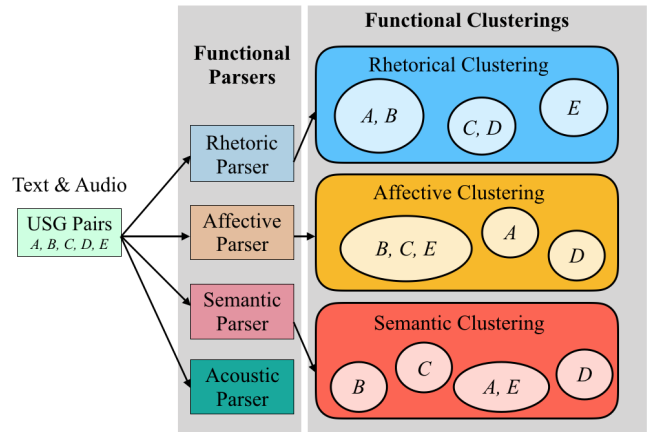 Functional Clusterings
Functional
Parsers
Rhetorical Clustering
A, B
C, D
E
Rhetoric
Parser
Text & Audio
USG Pairs
A, B, C, D, E
Affective
Parser
Affective Clustering
B, C, E
A
D
Semantic
Parser
Semantic Clustering
B
C
A, E
D
Acoustic
Parser